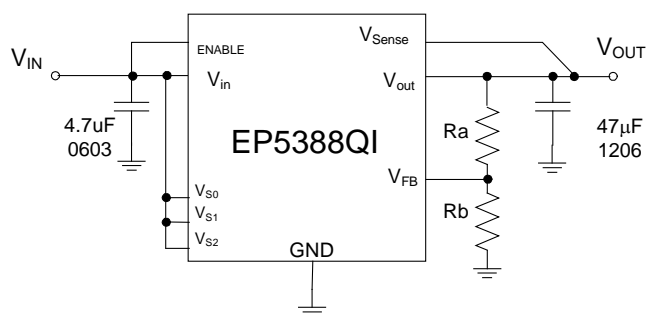 V_IN
ENABLE
V_in
4.7uF
0603
V_S0
V_S1
V_S2
EP5388QI
GND
V_Sense
V_out
V_FB
Ra
Rb
V_OUT
47μF
1206